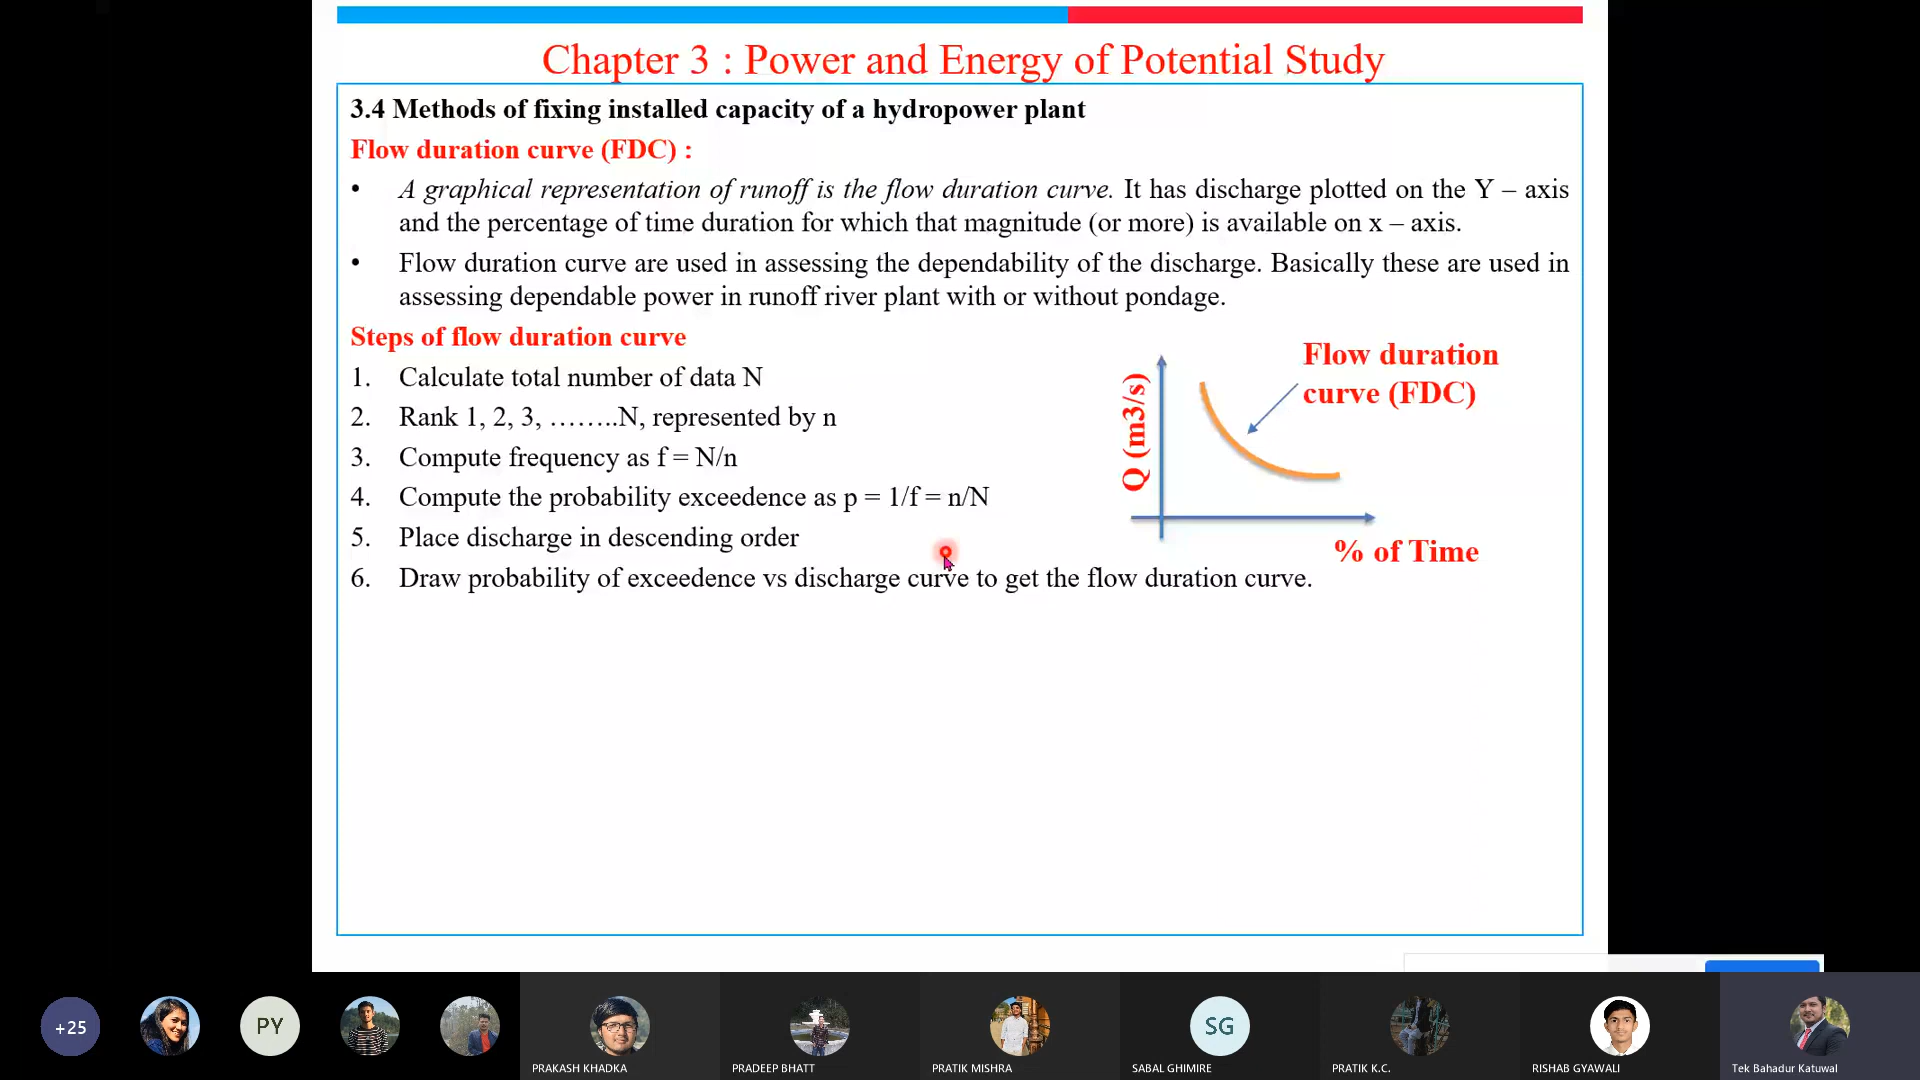 Chapter 3 : Power and Energy of Potential Study
3.4 Methods of fixing installed capacity of a hydropower plant
Flow duration curve (FDC) :
• A graphical representation of runoff is the flow duration curve. It has discharge plotted on the Y – axis
and the percentage of time duration for which that magnitude (or more) is available on x – axis.
• Flow duration curve are used in assessing the dependability of the discharge. Basically these are used in
assessing dependable power in runoff river plant with or without pondage.
Steps of flow duration curve
1. Calculate total number of data N
2. Rank 1, 2, 3, ……..N, represented by n
3. Compute frequency as f = N/n
4. Compute the probability exceedence as p = 1/f = n/N
5. Place discharge in descending order
6. Draw probability of exceedence vs discharge curve to get the flow duration curve.
Flow duration
curve (FDC)
Q (m3/s)
% of Time
+25
PY
SG
PRAKASH KHADKA
PRADEEP BHATT
PRATIK MISHRA
SABAL GHIMIRE
PRATIK K.C.
RISHAB GYAWALI
Tek Bahadur Katuwal